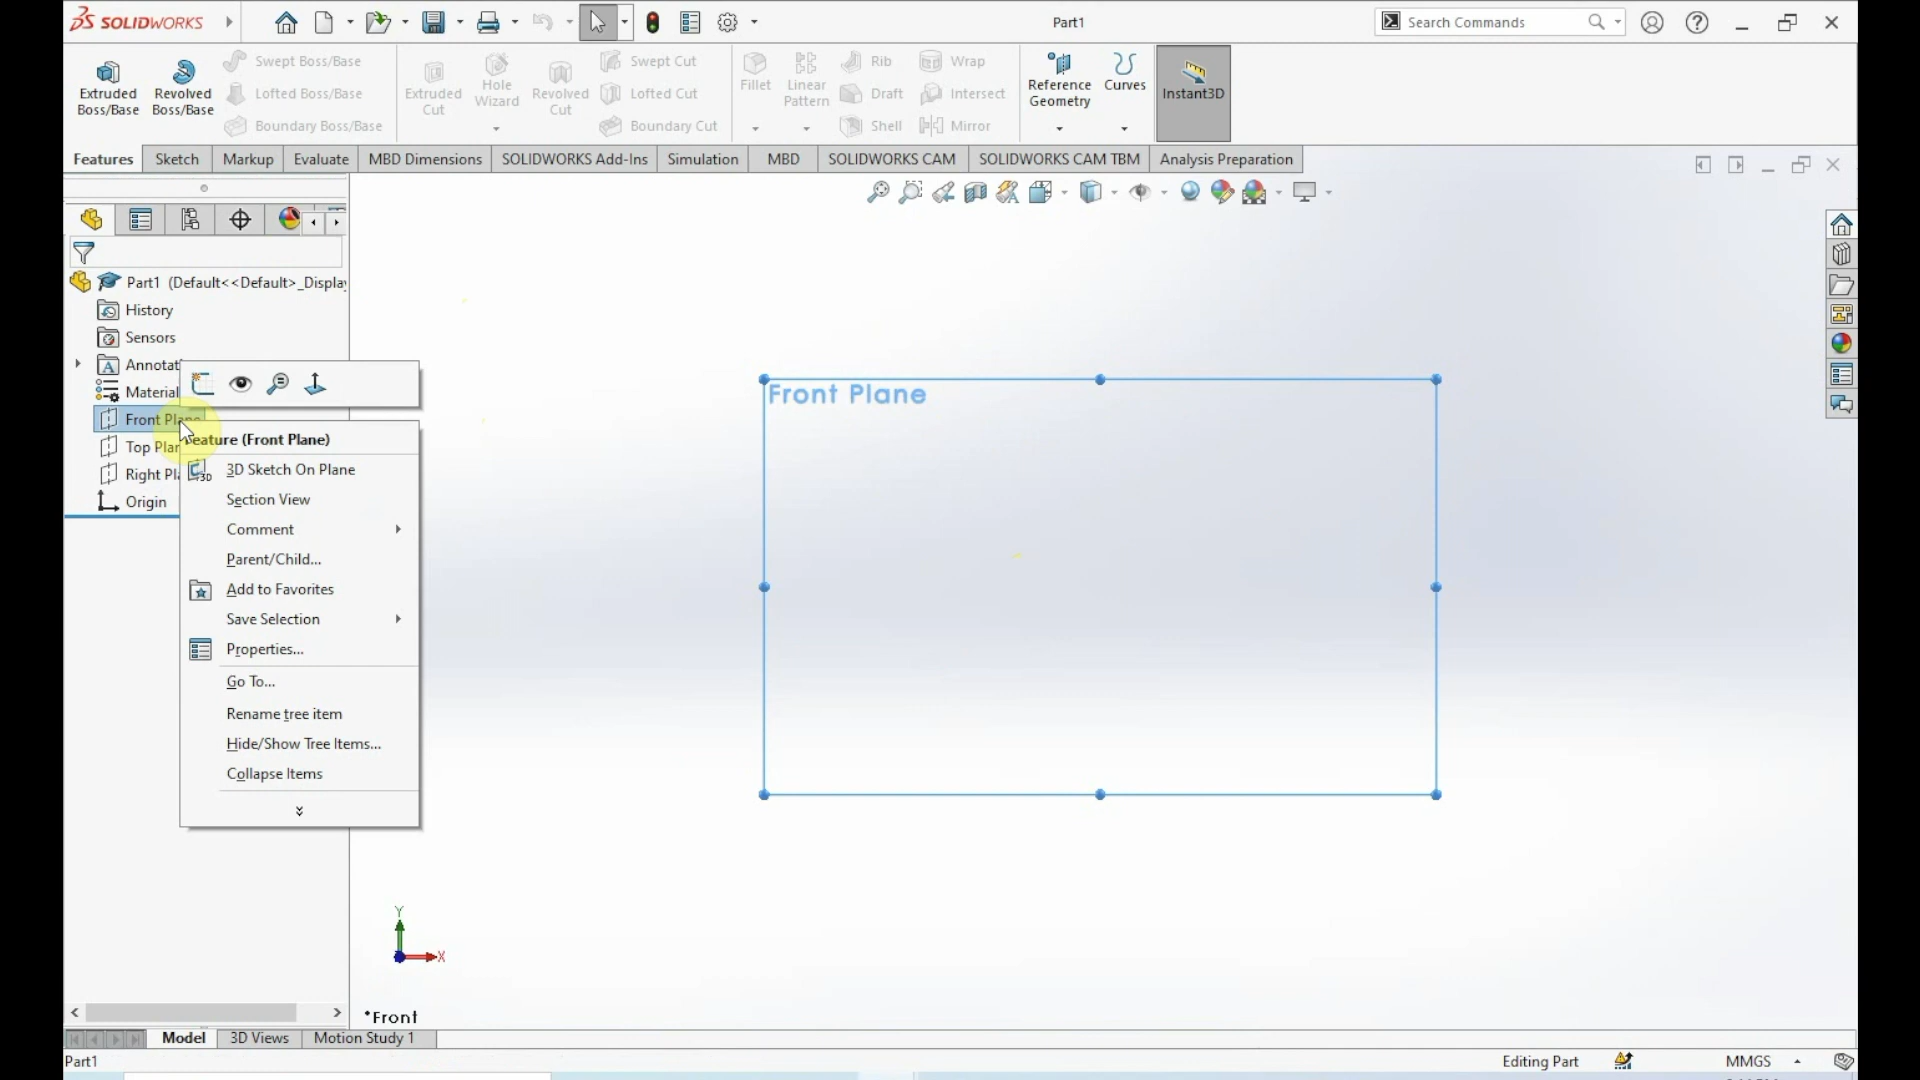 SOLIDWORKS
Part1
Search Commands
Extruded Boss/Base
Revolved Boss/Base
Swept Boss/Base
Lofted Boss/Base
Boundary Boss/Base
Extruded Cut
Hole Wizard
Revolved Cut
Swept Cut
Lofted Cut
Boundary Cut
Fillet
Linear Pattern
Rib
Draft
Shell
Wrap
Intersect
Mirror
Reference Geometry
Curves
Instant3D
Features
Sketch
Markup
Evaluate
MBD Dimensions
SOLIDWORKS Add-Ins
Simulation
MBD
SOLIDWORKS CAM
SOLIDWORKS CAM TBM
Analysis Preparation
Part1 (Default<<Default>_Display
History
Sensors
Annotat
Material
Front Plane
Top Plan
Right Pla
Origin
Feature (Front Plane)
3D Sketch On Plane
Section View
Comment
Parent/Child...
Add to Favorites
Save Selection
Properties...
Go To...
Rename tree item
Hide/Show Tree Items...
Collapse Items
Front Plane
Y
X
*Front
Model
3D Views
Motion Study 1
Part1
Editing Part
MMGS